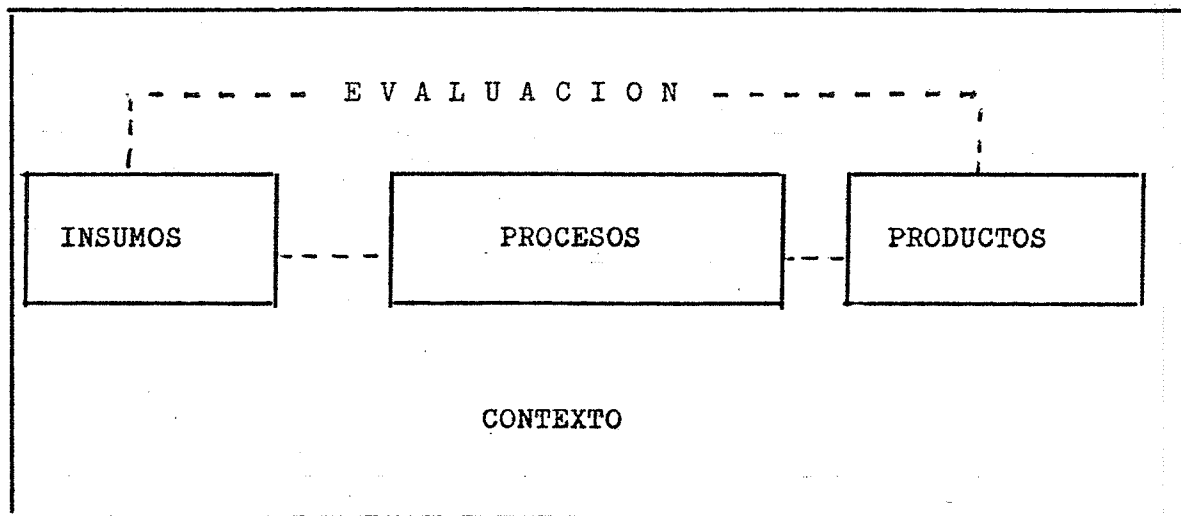 E V A L U A C I O N
INSUMOS PROCESOS PRODUCTOS
CONTEXTO